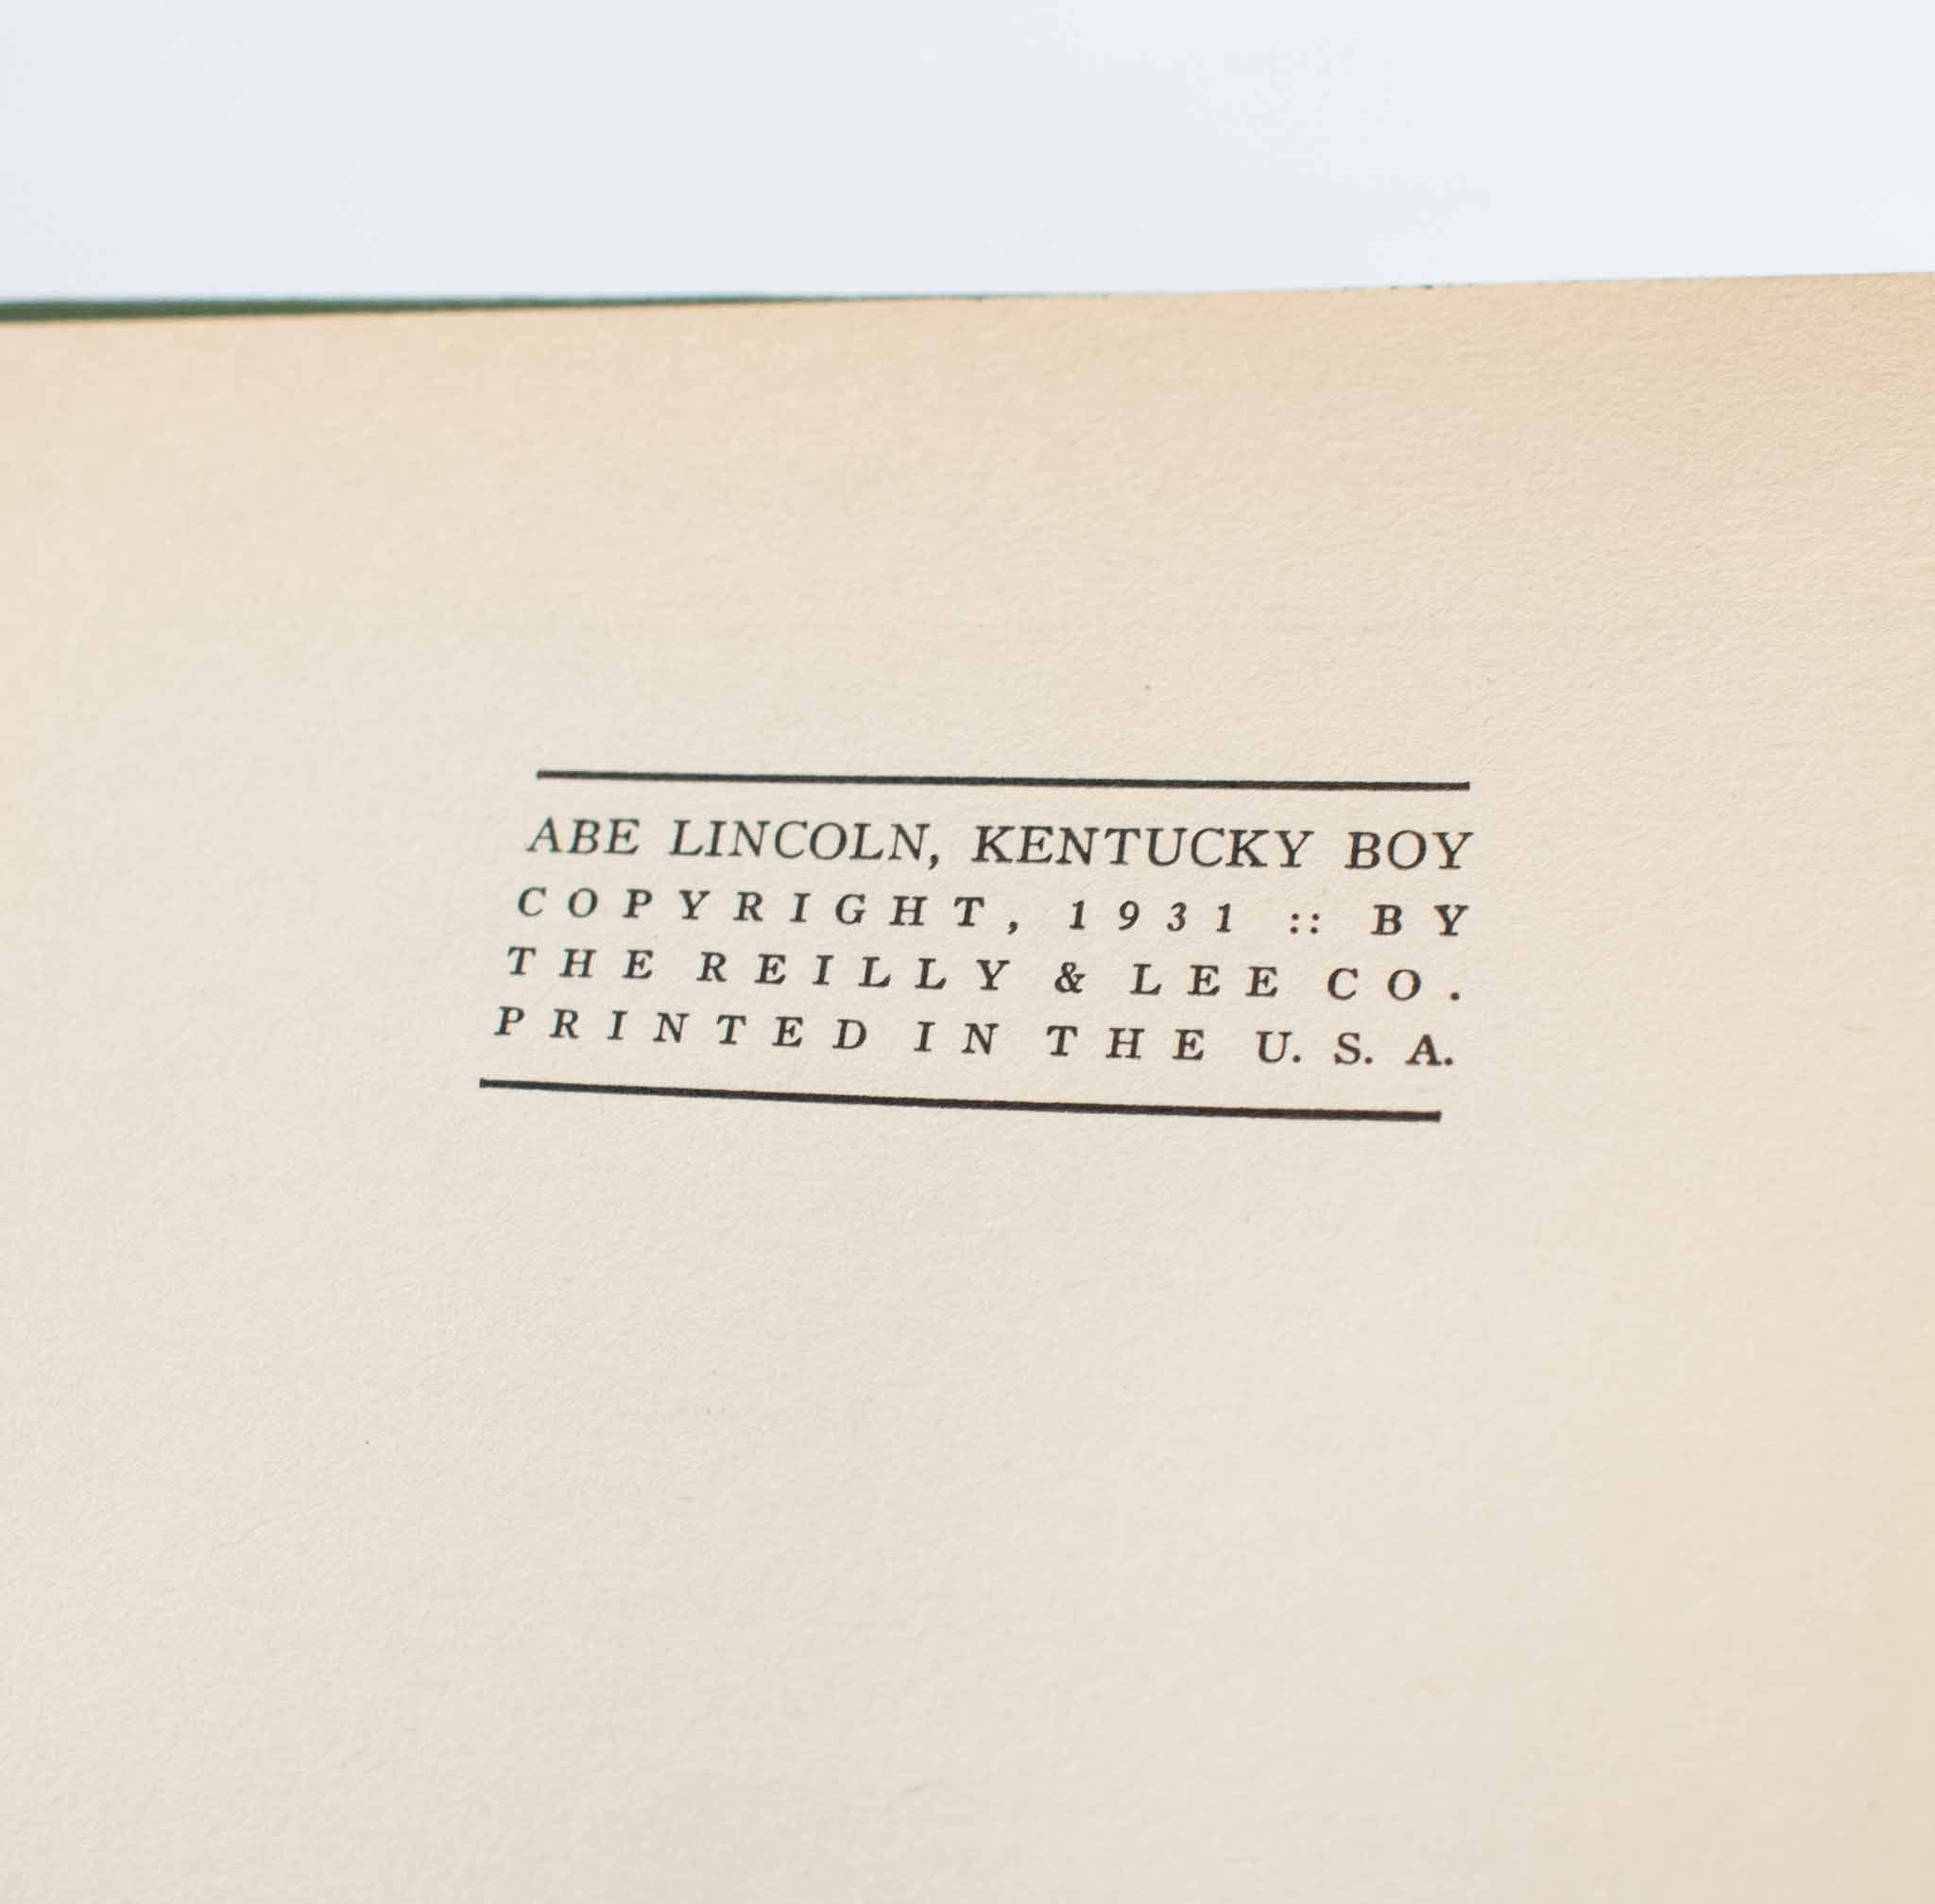 ABE LINCOLN, KENTUCKY BOY
COPYRIGHT, 1931 :: BY
THE REILLY & LEE CO.
PRINTED IN THE U. S. A.